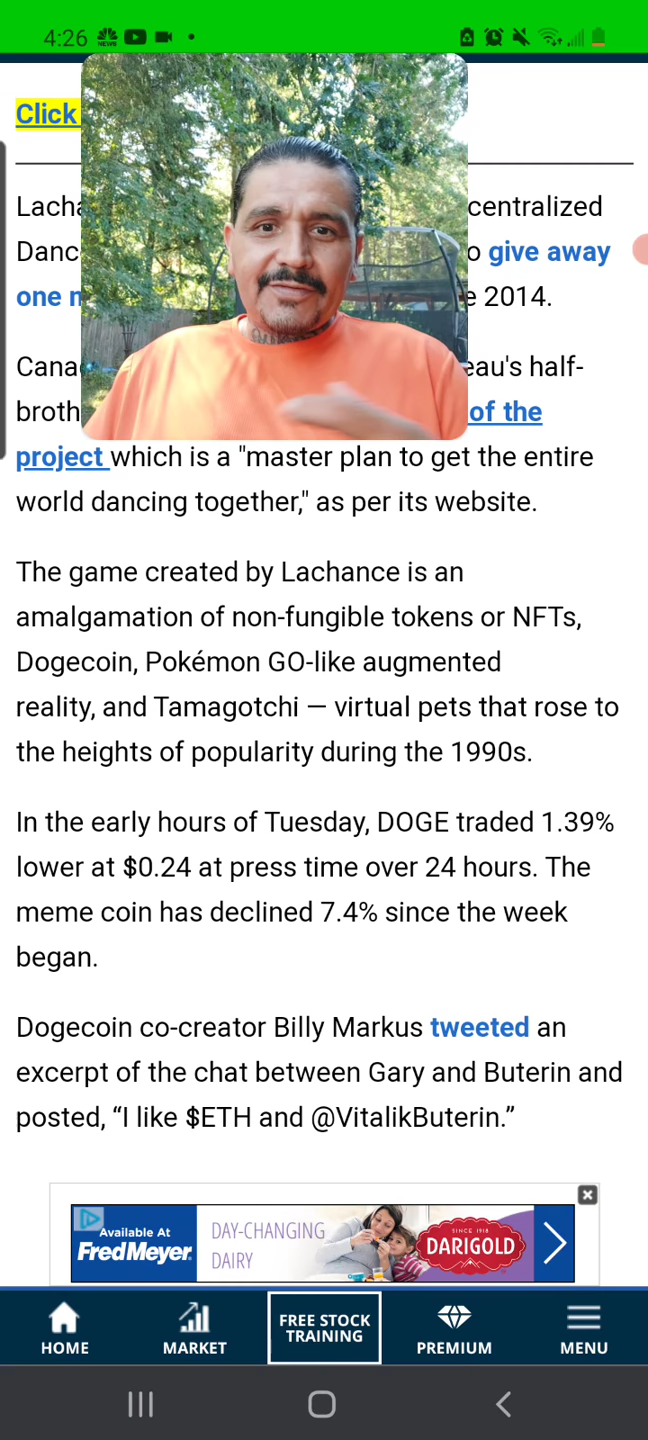 4:26
Click
Lacha centralized
Danc o give away
one m e 2014.
Cana eau's half-
broth of the
project which is a "master plan to get the entire
world dancing together," as per its website.
The game created by Lachance is an
amalgamation of non-fungible tokens or NFTs,
Dogecoin, Pokémon GO-like augmented
reality, and Tamagotchi — virtual pets that rose to
the heights of popularity during the 1990s.
In the early hours of Tuesday, DOGE traded 1.39%
lower at $0.24 at press time over 24 hours. The
meme coin has declined 7.4% since the week
began.
Dogecoin co-creator Billy Markus tweeted an
excerpt of the chat between Gary and Buterin and
posted, “I like $ETH and @VitalikButerin.”
Available At
FredMeyer
DAY-CHANGING
DAIRY
SINCE 1918
DARIGOLD
HOME
MARKET
FREE STOCK
TRAINING
PREMIUM
MENU